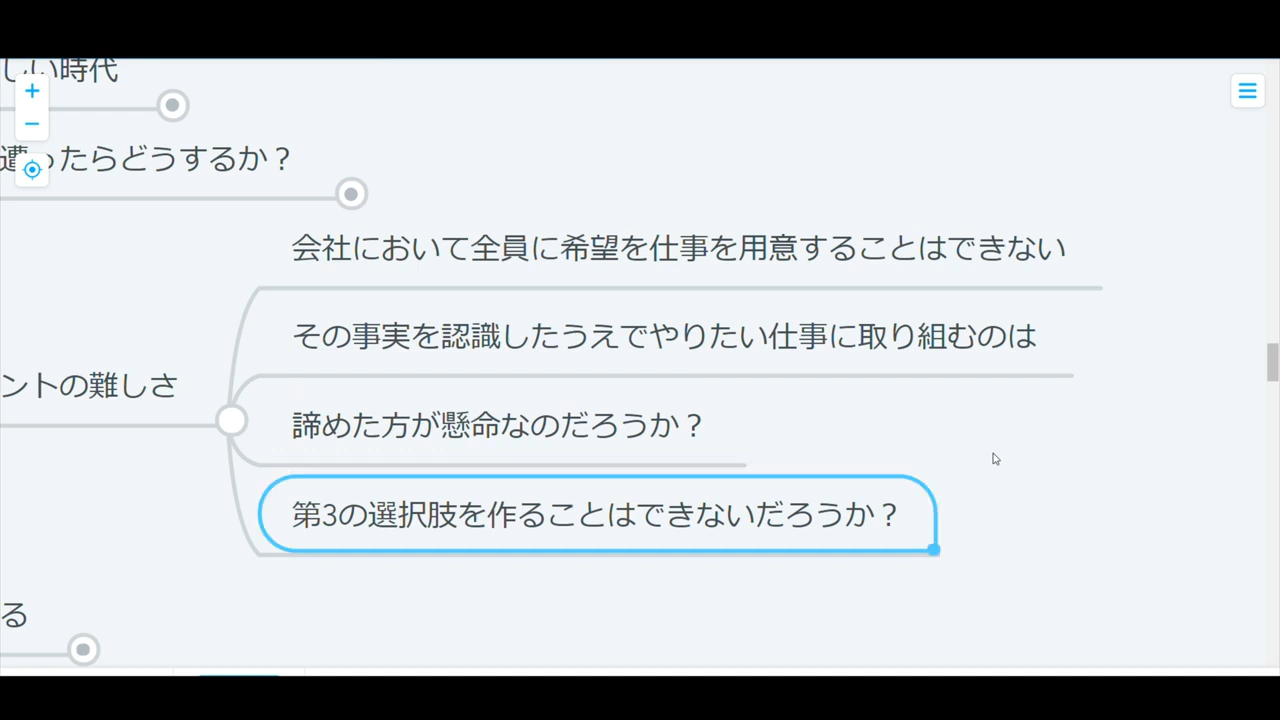 しい時代
ったらどうするか？
会社において全員に希望を仕事を用意することはできない
その事実を認識したうえでやりたい仕事に取り組むのは
ントの難しさ
諦めた方が懸命なのだろうか？
第3の選択肢を作ることはできないだろうか？
る